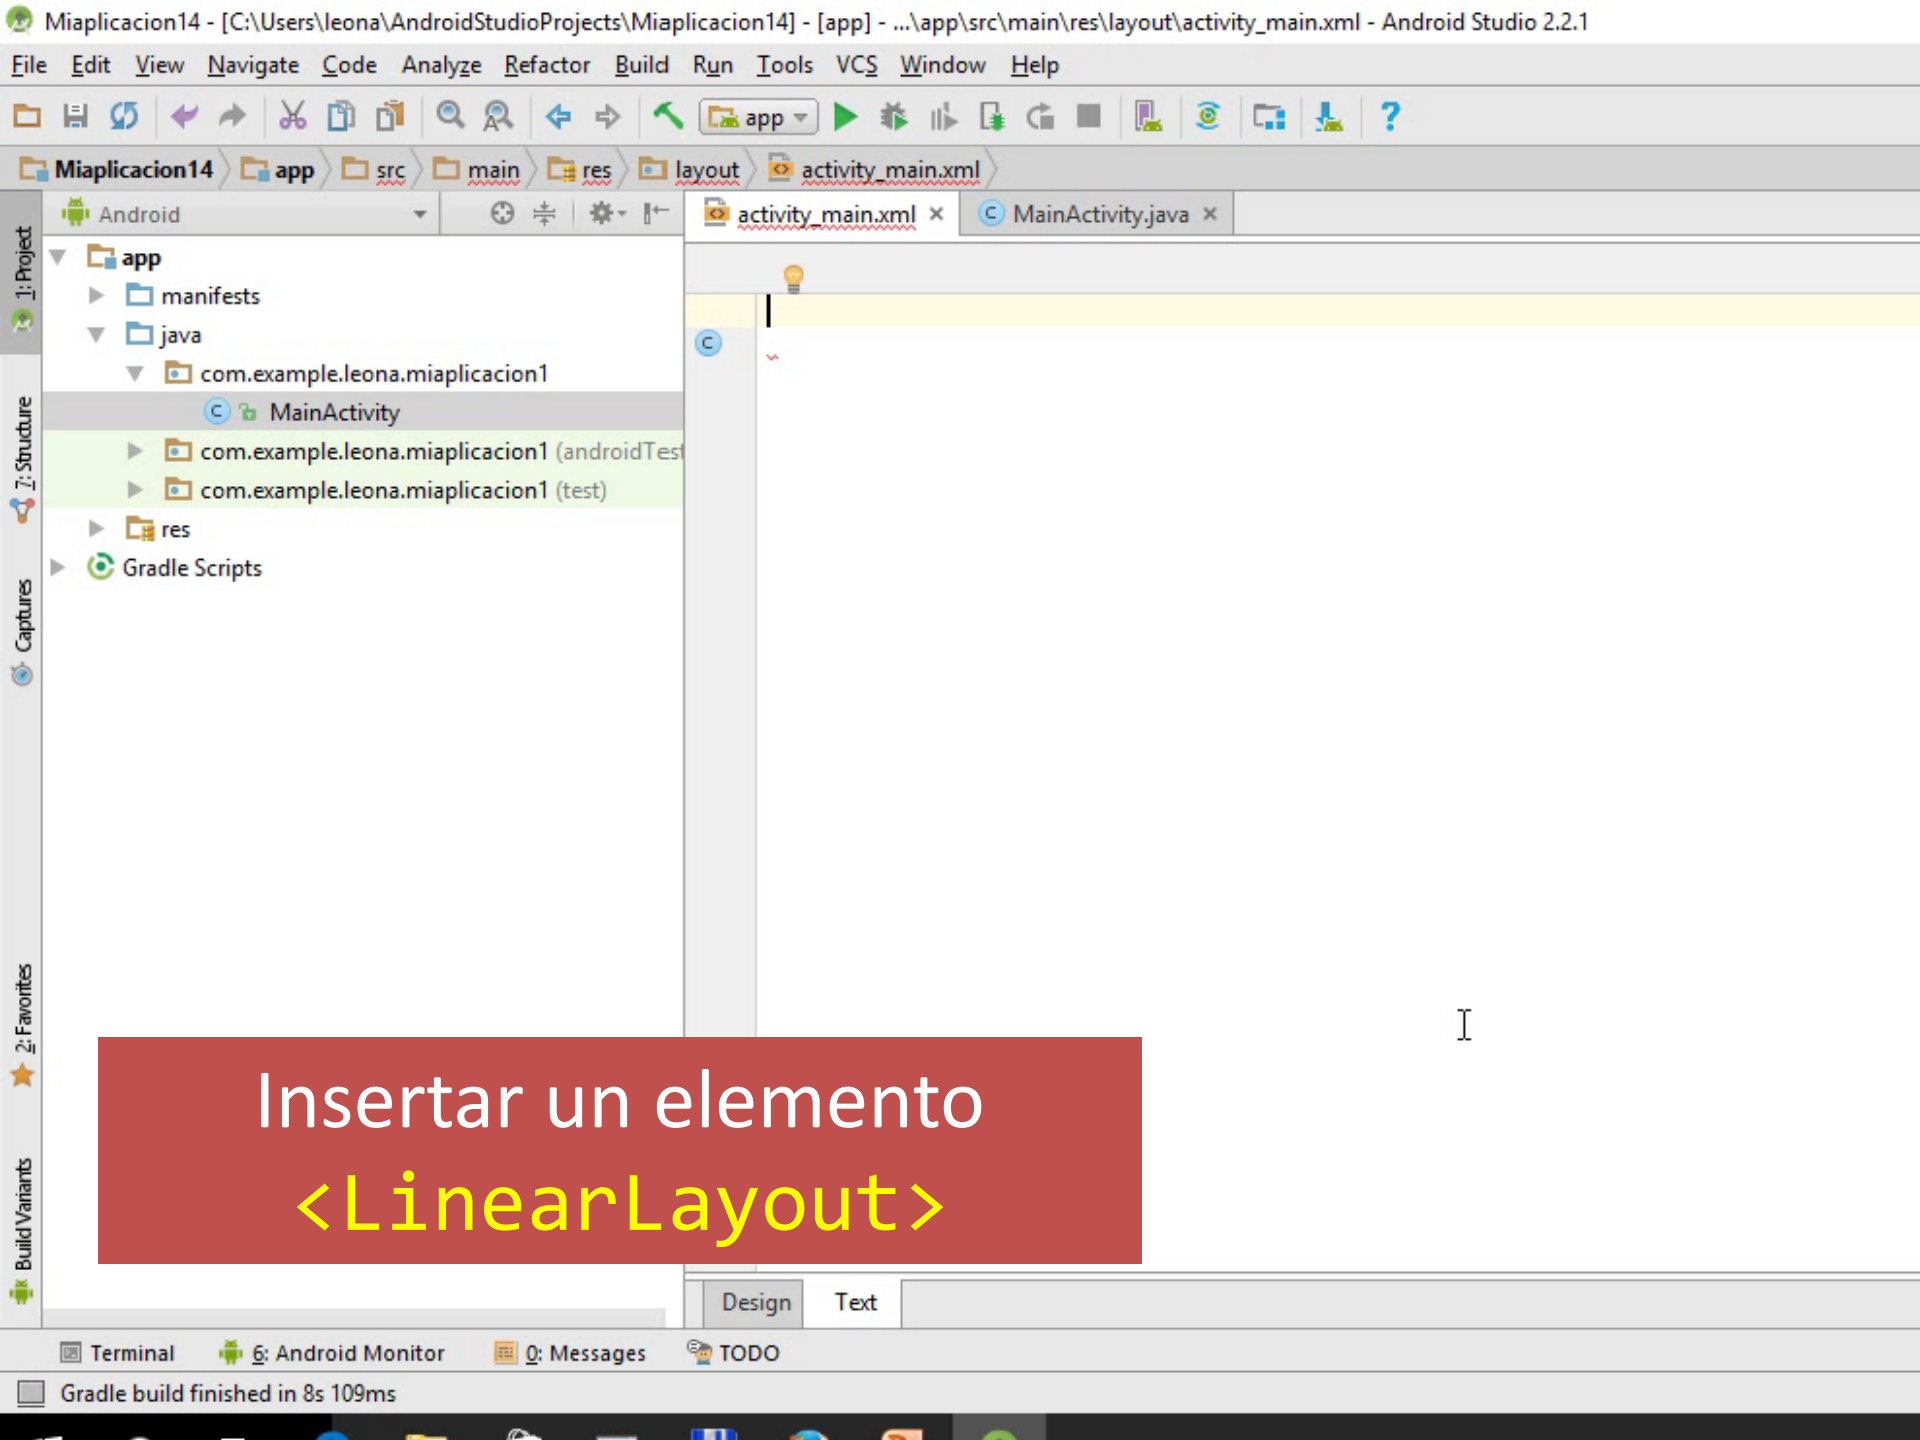 Miaplicacion14 - [C:\Users\leona\AndroidStudioProjects\Miaplicacion14] - [app] - ...\app\src\main\res\layout\activity_main.xml - Android Studio 2.2.1
File Edit View Navigate Code Analyze Refactor Build Run Tools VCS Window Help
app
Miaplicacion14 app src main res layout activity_main.xml
Android
activity_main.xml MainActivity.java
1: Project
app
manifests
java
com.example.leona.miaplicacion1
MainActivity
com.example.leona.miaplicacion1 (androidTest
com.example.leona.miaplicacion1 (test)
res
Gradle Scripts
7: Structure
Captures
2: Favorites
Build Variants
Insertar un elemento
<LinearLayout>
Design Text
Terminal 6: Android Monitor 0: Messages TODO
Gradle build finished in 8s 109ms